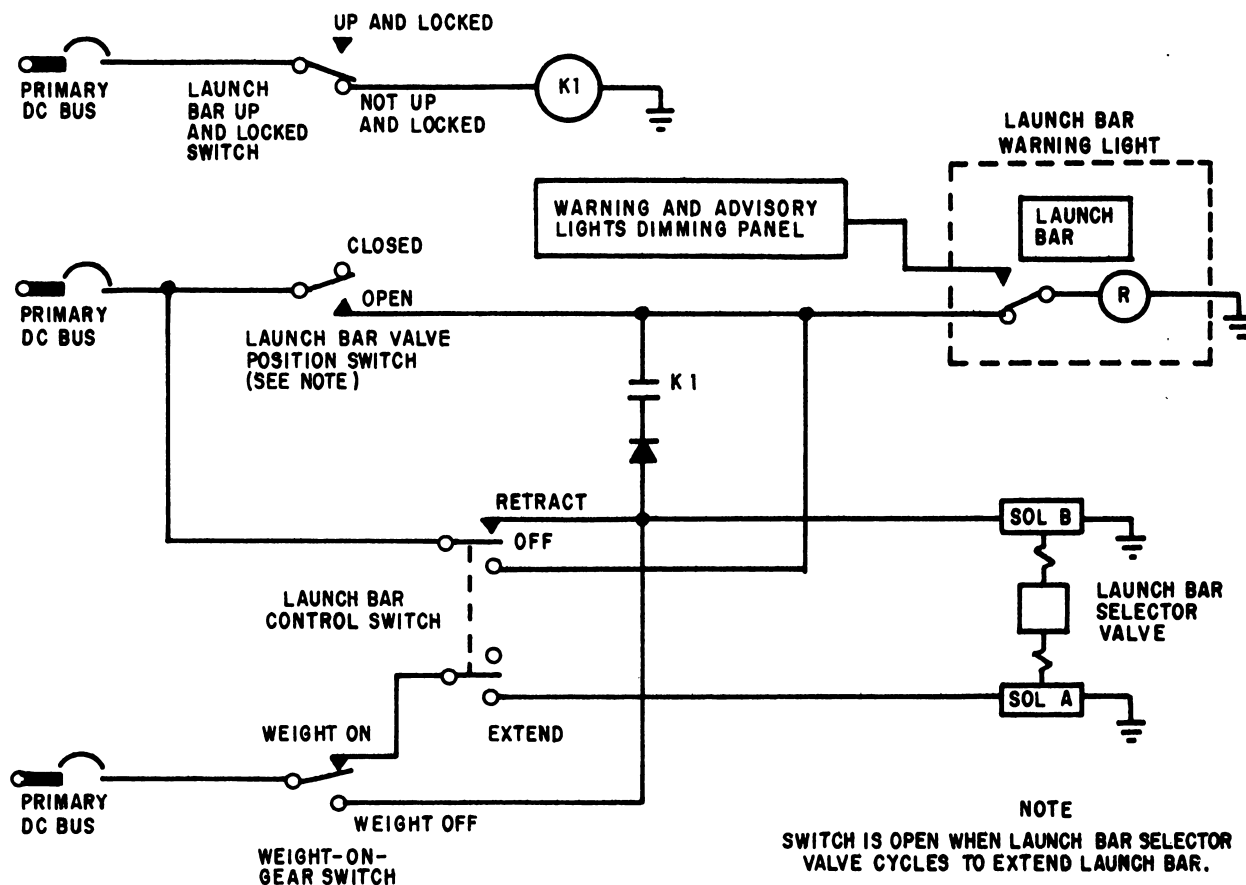 UP AND LOCKED
PRIMARY
DC BUS
LAUNCH
BAR UP
AND LOCKED
SWITCH
NOT UP
AND LOCKED
K1
LAUNCH BAR
WARNING LIGHT
WARNING AND ADVISORY
LIGHTS DIMMING PANEL
LAUNCH
BAR
R
CLOSED
OPEN
PRIMARY
DC BUS
LAUNCH BAR VALVE
POSITION SWITCH
(SEE NOTE)
K1
RETRACT
OFF
SOL B
LAUNCH BAR
CONTROL SWITCH
LAUNCH BAR
SELECTOR
VALVE
SOL A
EXTEND
WEIGHT ON
PRIMARY
DC BUS
WEIGHT OFF
WEIGHT-ON-
GEAR SWITCH
NOTE
SWITCH IS OPEN WHEN LAUNCH BAR SELECTOR
VALVE CYCLES TO EXTEND LAUNCH BAR.